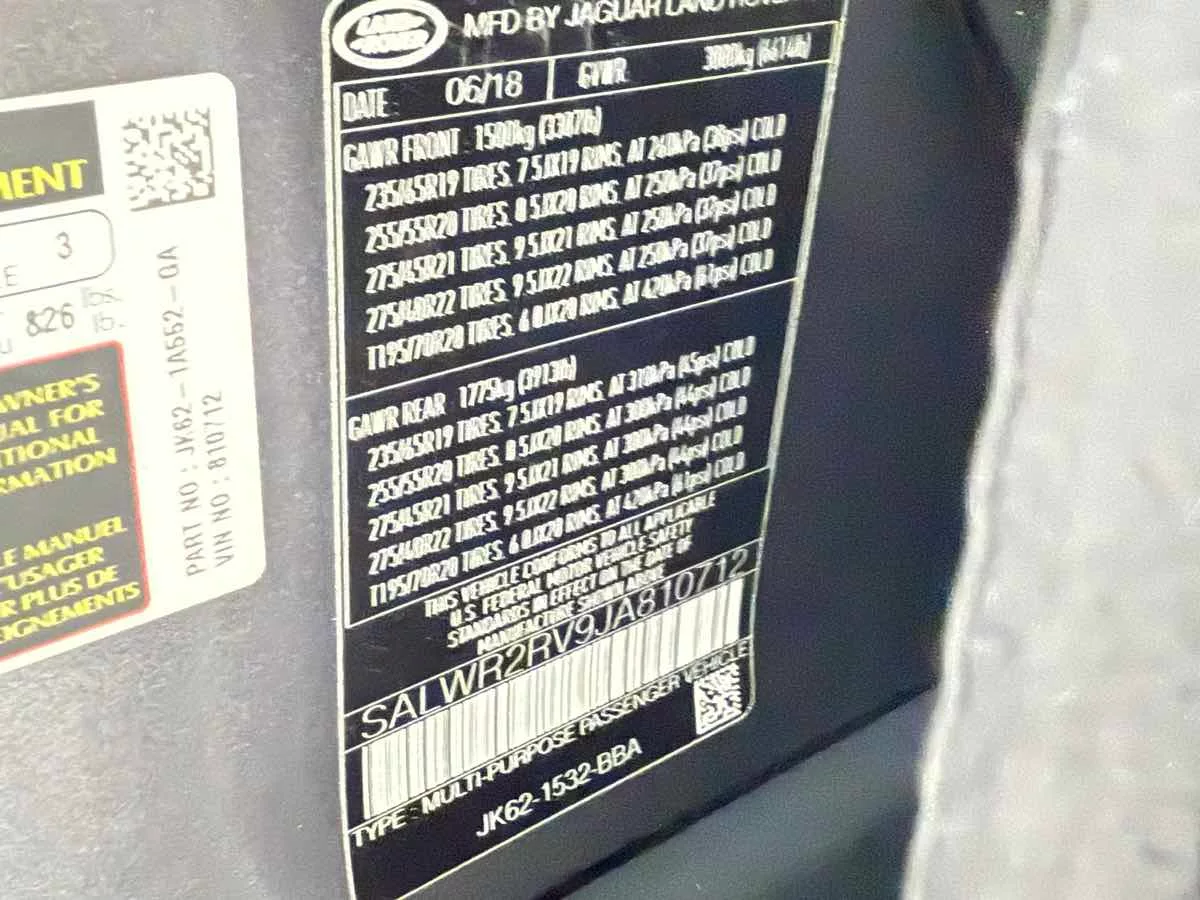 MENT
3
826 lbs.
lb.
OWNER'S
FOR
PART NO : JK62-1A562-GA
VIN NO : 810712
MANUEL
PLUS DE
LAND
ROVER
MFD BY JAGUAR LAND ROVER
DATE: 06/18 GVWR 3000kg (6614lb)
GAWR FRONT 1500kg (3307lb)
235/65R19 TIRES, 7.5JX19 RIMS, AT 260kPa (38psi) COLD
255/55R20 TIRES, 8.5JX20 RIMS, AT 250kPa (37psi) COLD
275/45R21 TIRES, 9.5JX21 RIMS, AT 250kPa (37psi) COLD
275/40R22 TIRES, 9.5JX22 RIMS, AT 250kPa (37psi) COLD
T195/70R20 TIRES, 6.0JX20 RIMS, AT 420kPa (61psi) COLD
GAWR REAR 1775kg (3913lb)
235/65R19 TIRES, 7.5JX19 RIMS, AT 310kPa (45psi) COLD
255/55R20 TIRES, 8.5JX20 RIMS, AT 300kPa (44psi) COLD
275/45R21 TIRES, 9.5JX21 RIMS, AT 300kPa (44psi) COLD
275/40R22 TIRES, 9.5JX22 RIMS, AT 300kPa (44psi) COLD
T195/70R20 TIRES, 6.0JX20 RIMS, AT 420kPa (61psi) COLD
THIS VEHICLE CONFORMS TO ALL APPLICABLE
U.S. FEDERAL MOTOR VEHICLE SAFETY
STANDARDS IN EFFECT ON THE DATE OF
MANUFACTURE SHOWN ABOVE
SALWR2RV9JA810712
TYPE : MULTI-PURPOSE PASSENGER VEHICLE
JK62-1532-BBA